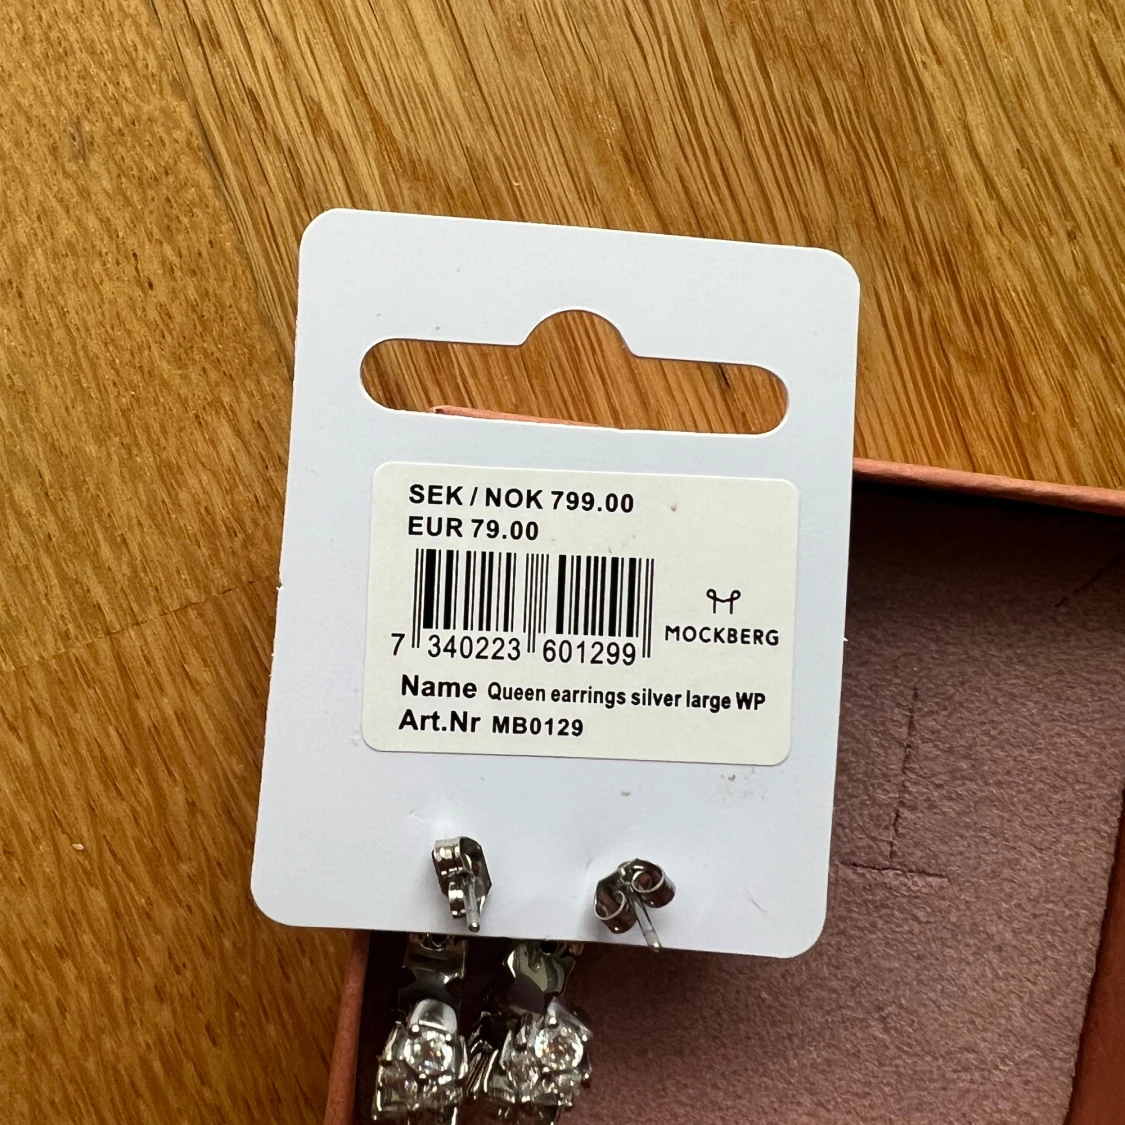 SEK / NOK 799.00
EUR 79.00
7 340223 601299
MOCKBERG
Name Queen earrings silver large WP
Art.Nr MB0129